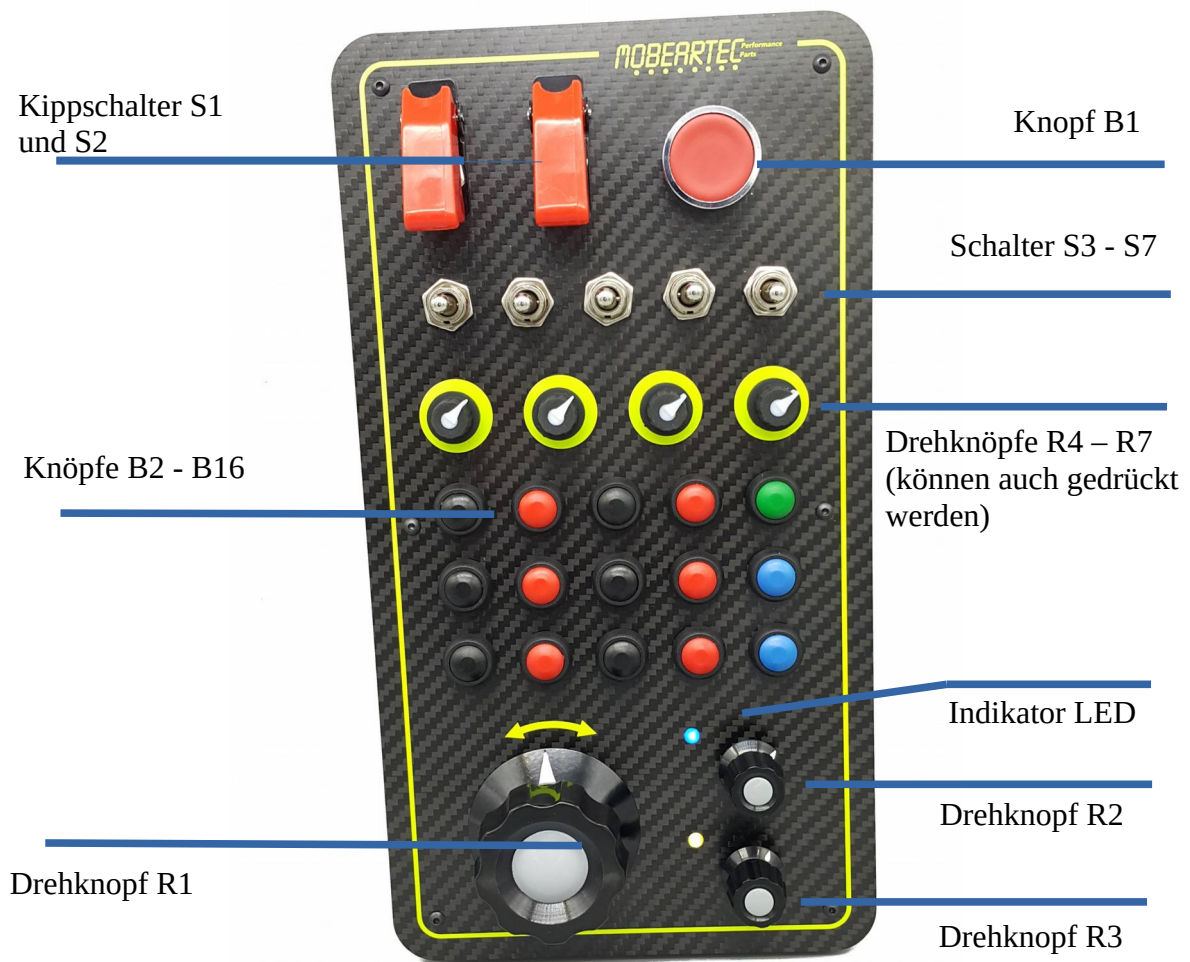 MOBEARTEC Performance
Parts
Kippschalter S1
und S2
Knopf B1
Schalter S3 - S7
Drehknöpfe R4 – R7
(können auch gedrückt
werden)
Knöpfe B2 - B16
Indikator LED
Drehknopf R2
Drehknopf R1
Drehknopf R3